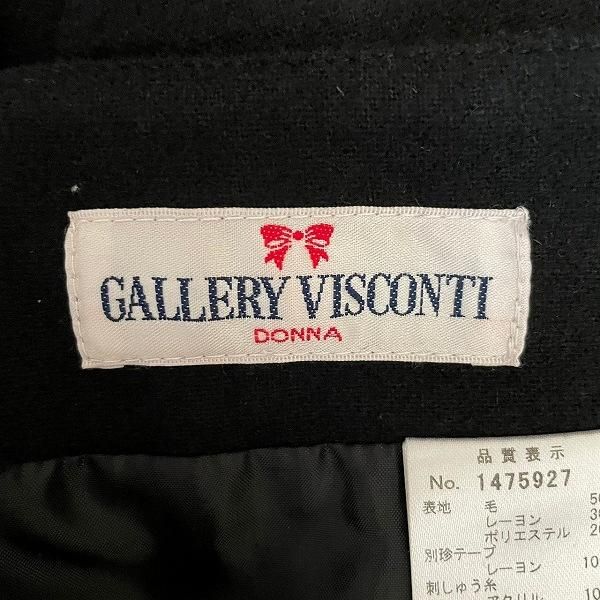 GALLERY VISCONTI
DONNA
品質表示
No. 1475927
表地 毛
レーヨン
ポリエステル
別珍テープ
レーヨン
刺しゅう糸
アクリル